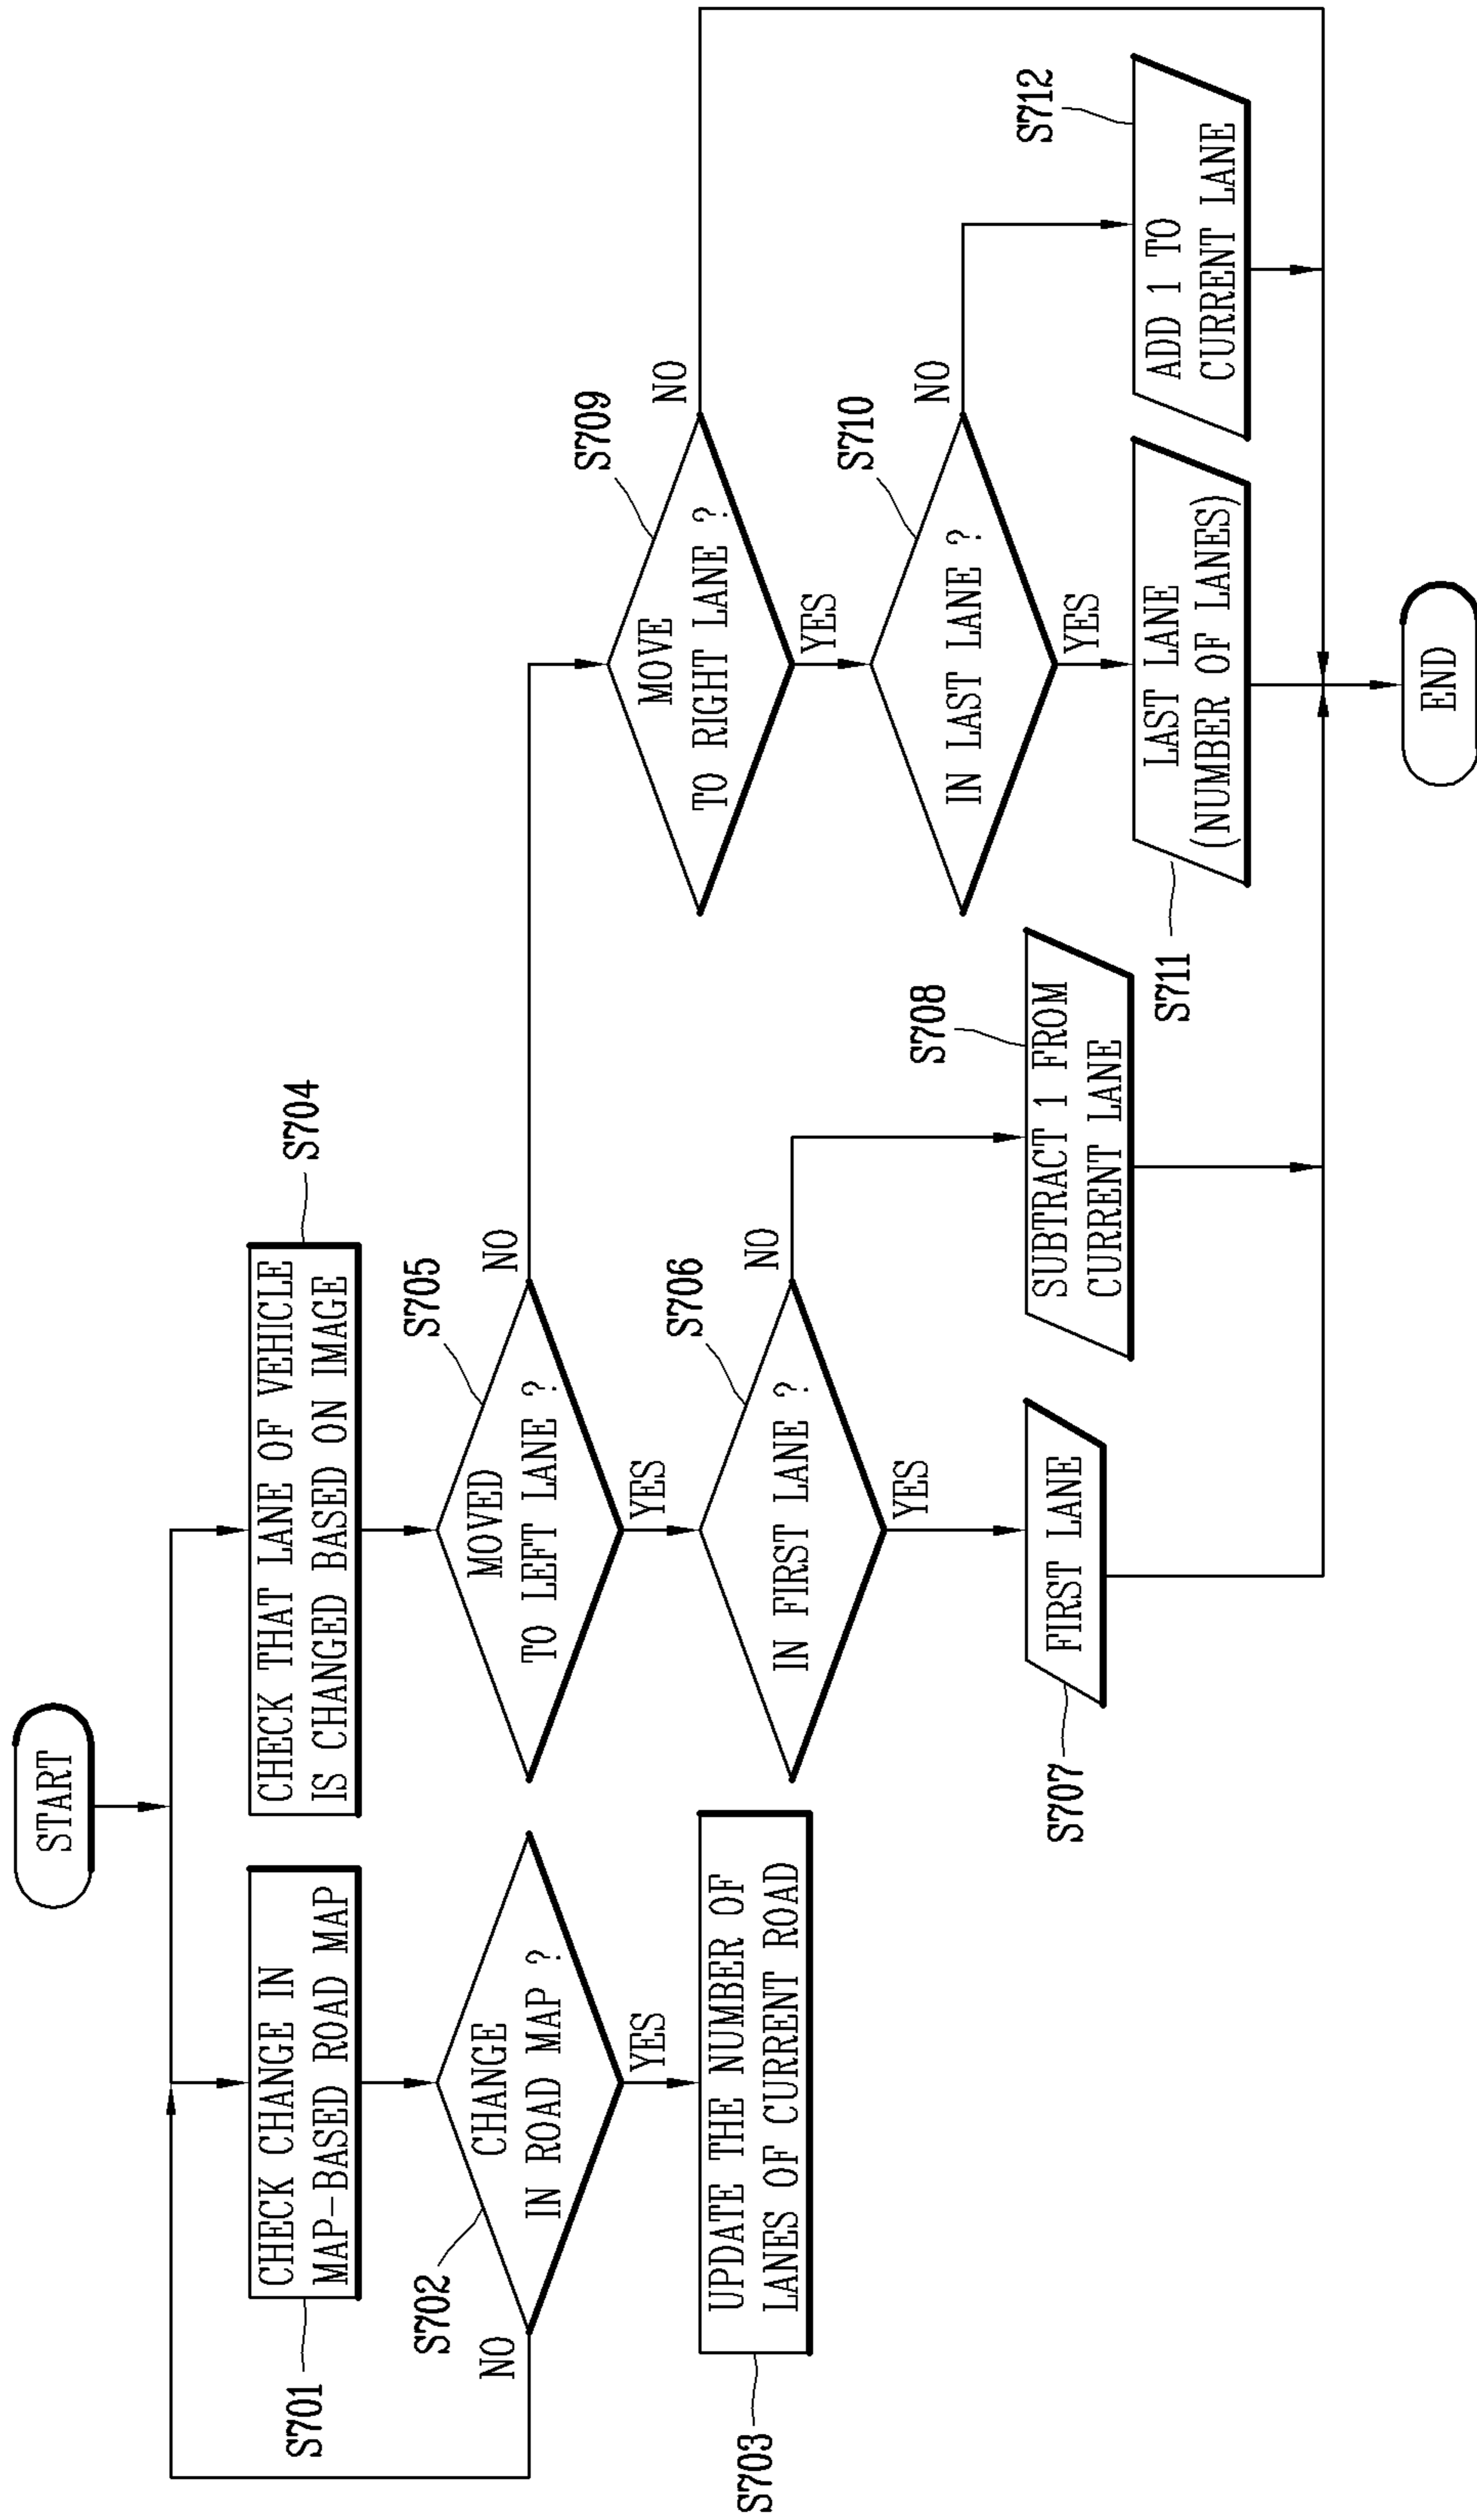 START
S701
CHECK CHANGE IN
MAP-BASED ROAD MAP
S704
CHECK THAT LANE OF VEHICLE
IS CHANGED BASED ON IMAGE
S702
CHANGE
IN ROAD MAP ?
NO
YES
S705
MOVED
TO LEFT LANE ?
NO
YES
S703
UPDATE THE NUMBER OF
LANES OF CURRENT ROAD
S706
IN FIRST LANE ?
NO
YES
S709
MOVE
TO RIGHT LANE ?
NO
YES
S710
IN LAST LANE ?
NO
YES
S707
FIRST LANE
S708
SUBTRACT 1 FROM
CURRENT LANE
S711
LAST LANE
(NUMBER OF LANES)
S712
ADD 1 TO
CURRENT LANE
END